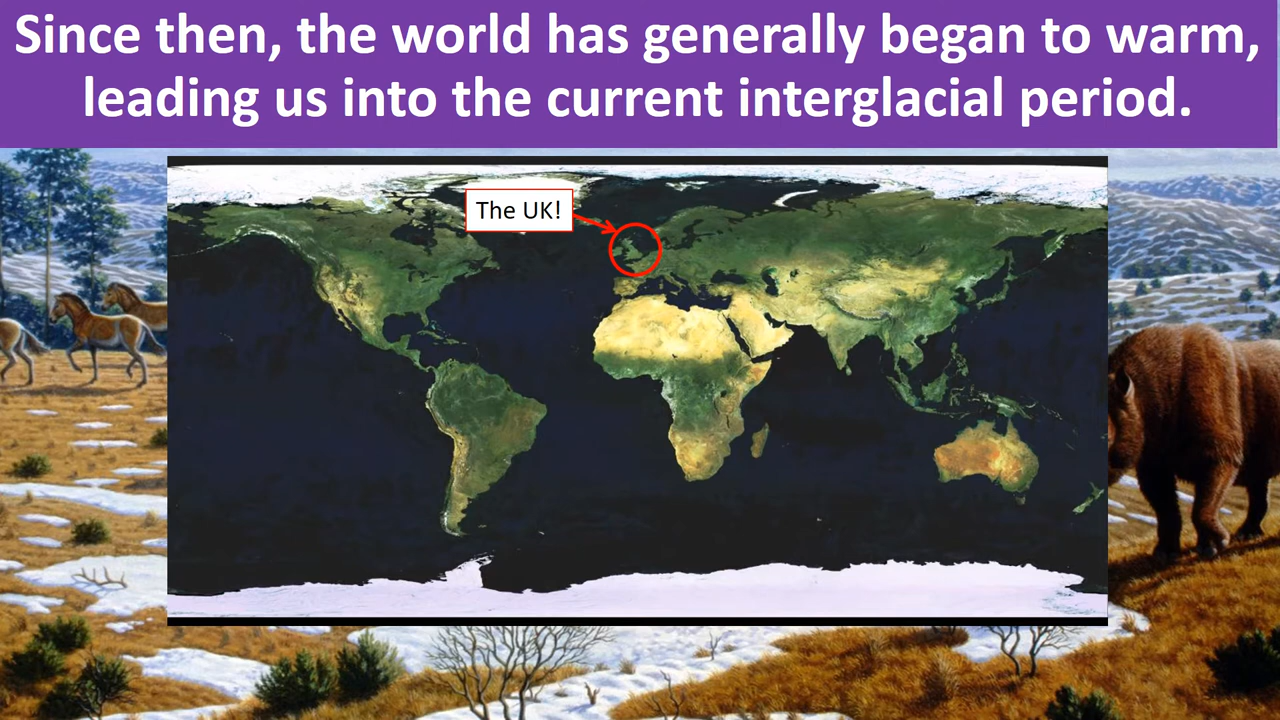 Since then, the world has generally began to warm,
leading us into the current interglacial period.
The UK!